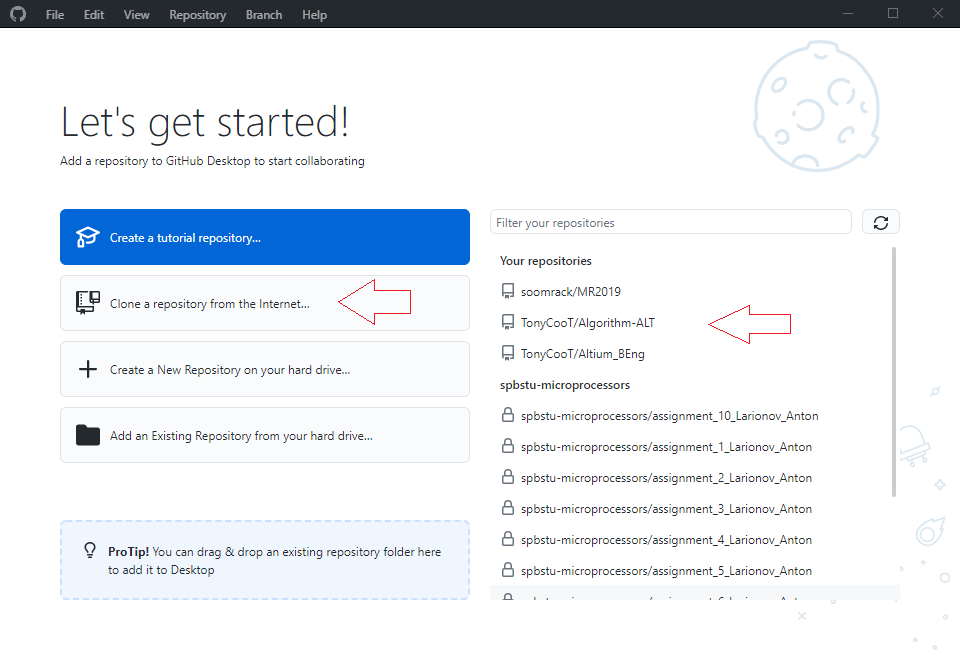 File Edit View Repository Branch Help
Let's get started!
Add a repository to GitHub Desktop to start collaborating
Create a tutorial repository...
Clone a repository from the Internet...
Create a New Repository on your hard drive...
Add an Existing Repository from your hard drive...
ProTip! You can drag & drop an existing repository folder here
to add it to Desktop
Filter your repositories
Your repositories
soomrack/MR2019
TonyCooT/Algorithm-ALT
TonyCooT/Altium_BEng
spbstu-microprocessors
spbstu-microprocessors/assignment_10_Larionov_Anton
spbstu-microprocessors/assignment_1_Larionov_Anton
spbstu-microprocessors/assignment_2_Larionov_Anton
spbstu-microprocessors/assignment_3_Larionov_Anton
spbstu-microprocessors/assignment_4_Larionov_Anton
spbstu-microprocessors/assignment_5_Larionov_Anton